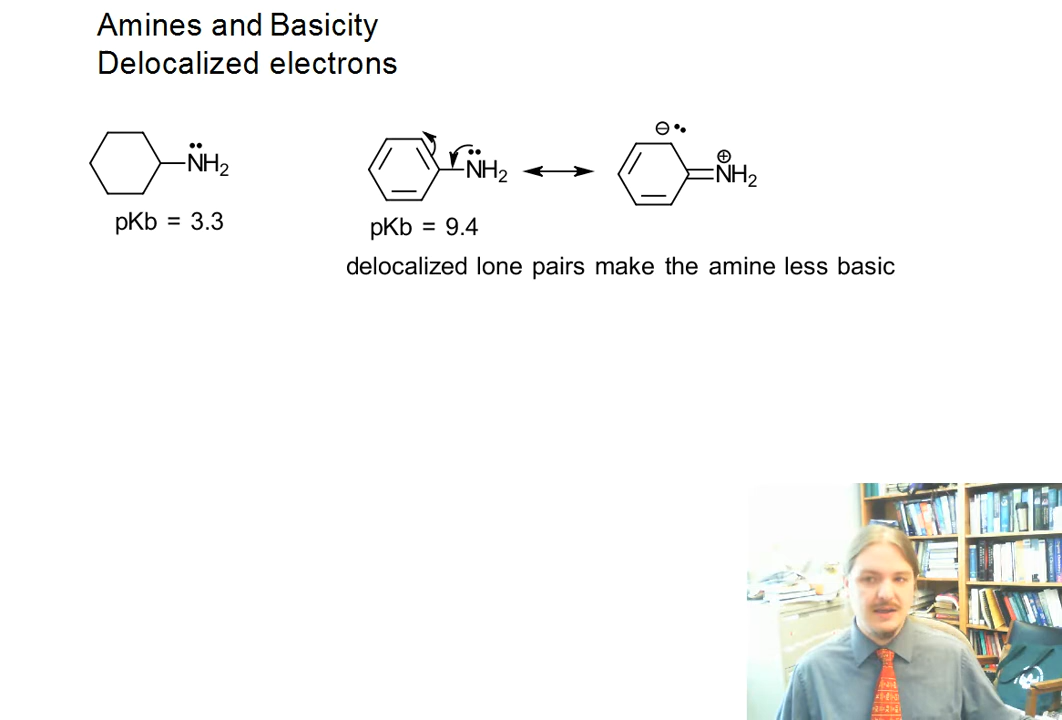 Amines and Basicity
Delocalized electrons
NH2
NH2
NH2
pKb = 3.3
pKb = 9.4
delocalized lone pairs make the amine less basic